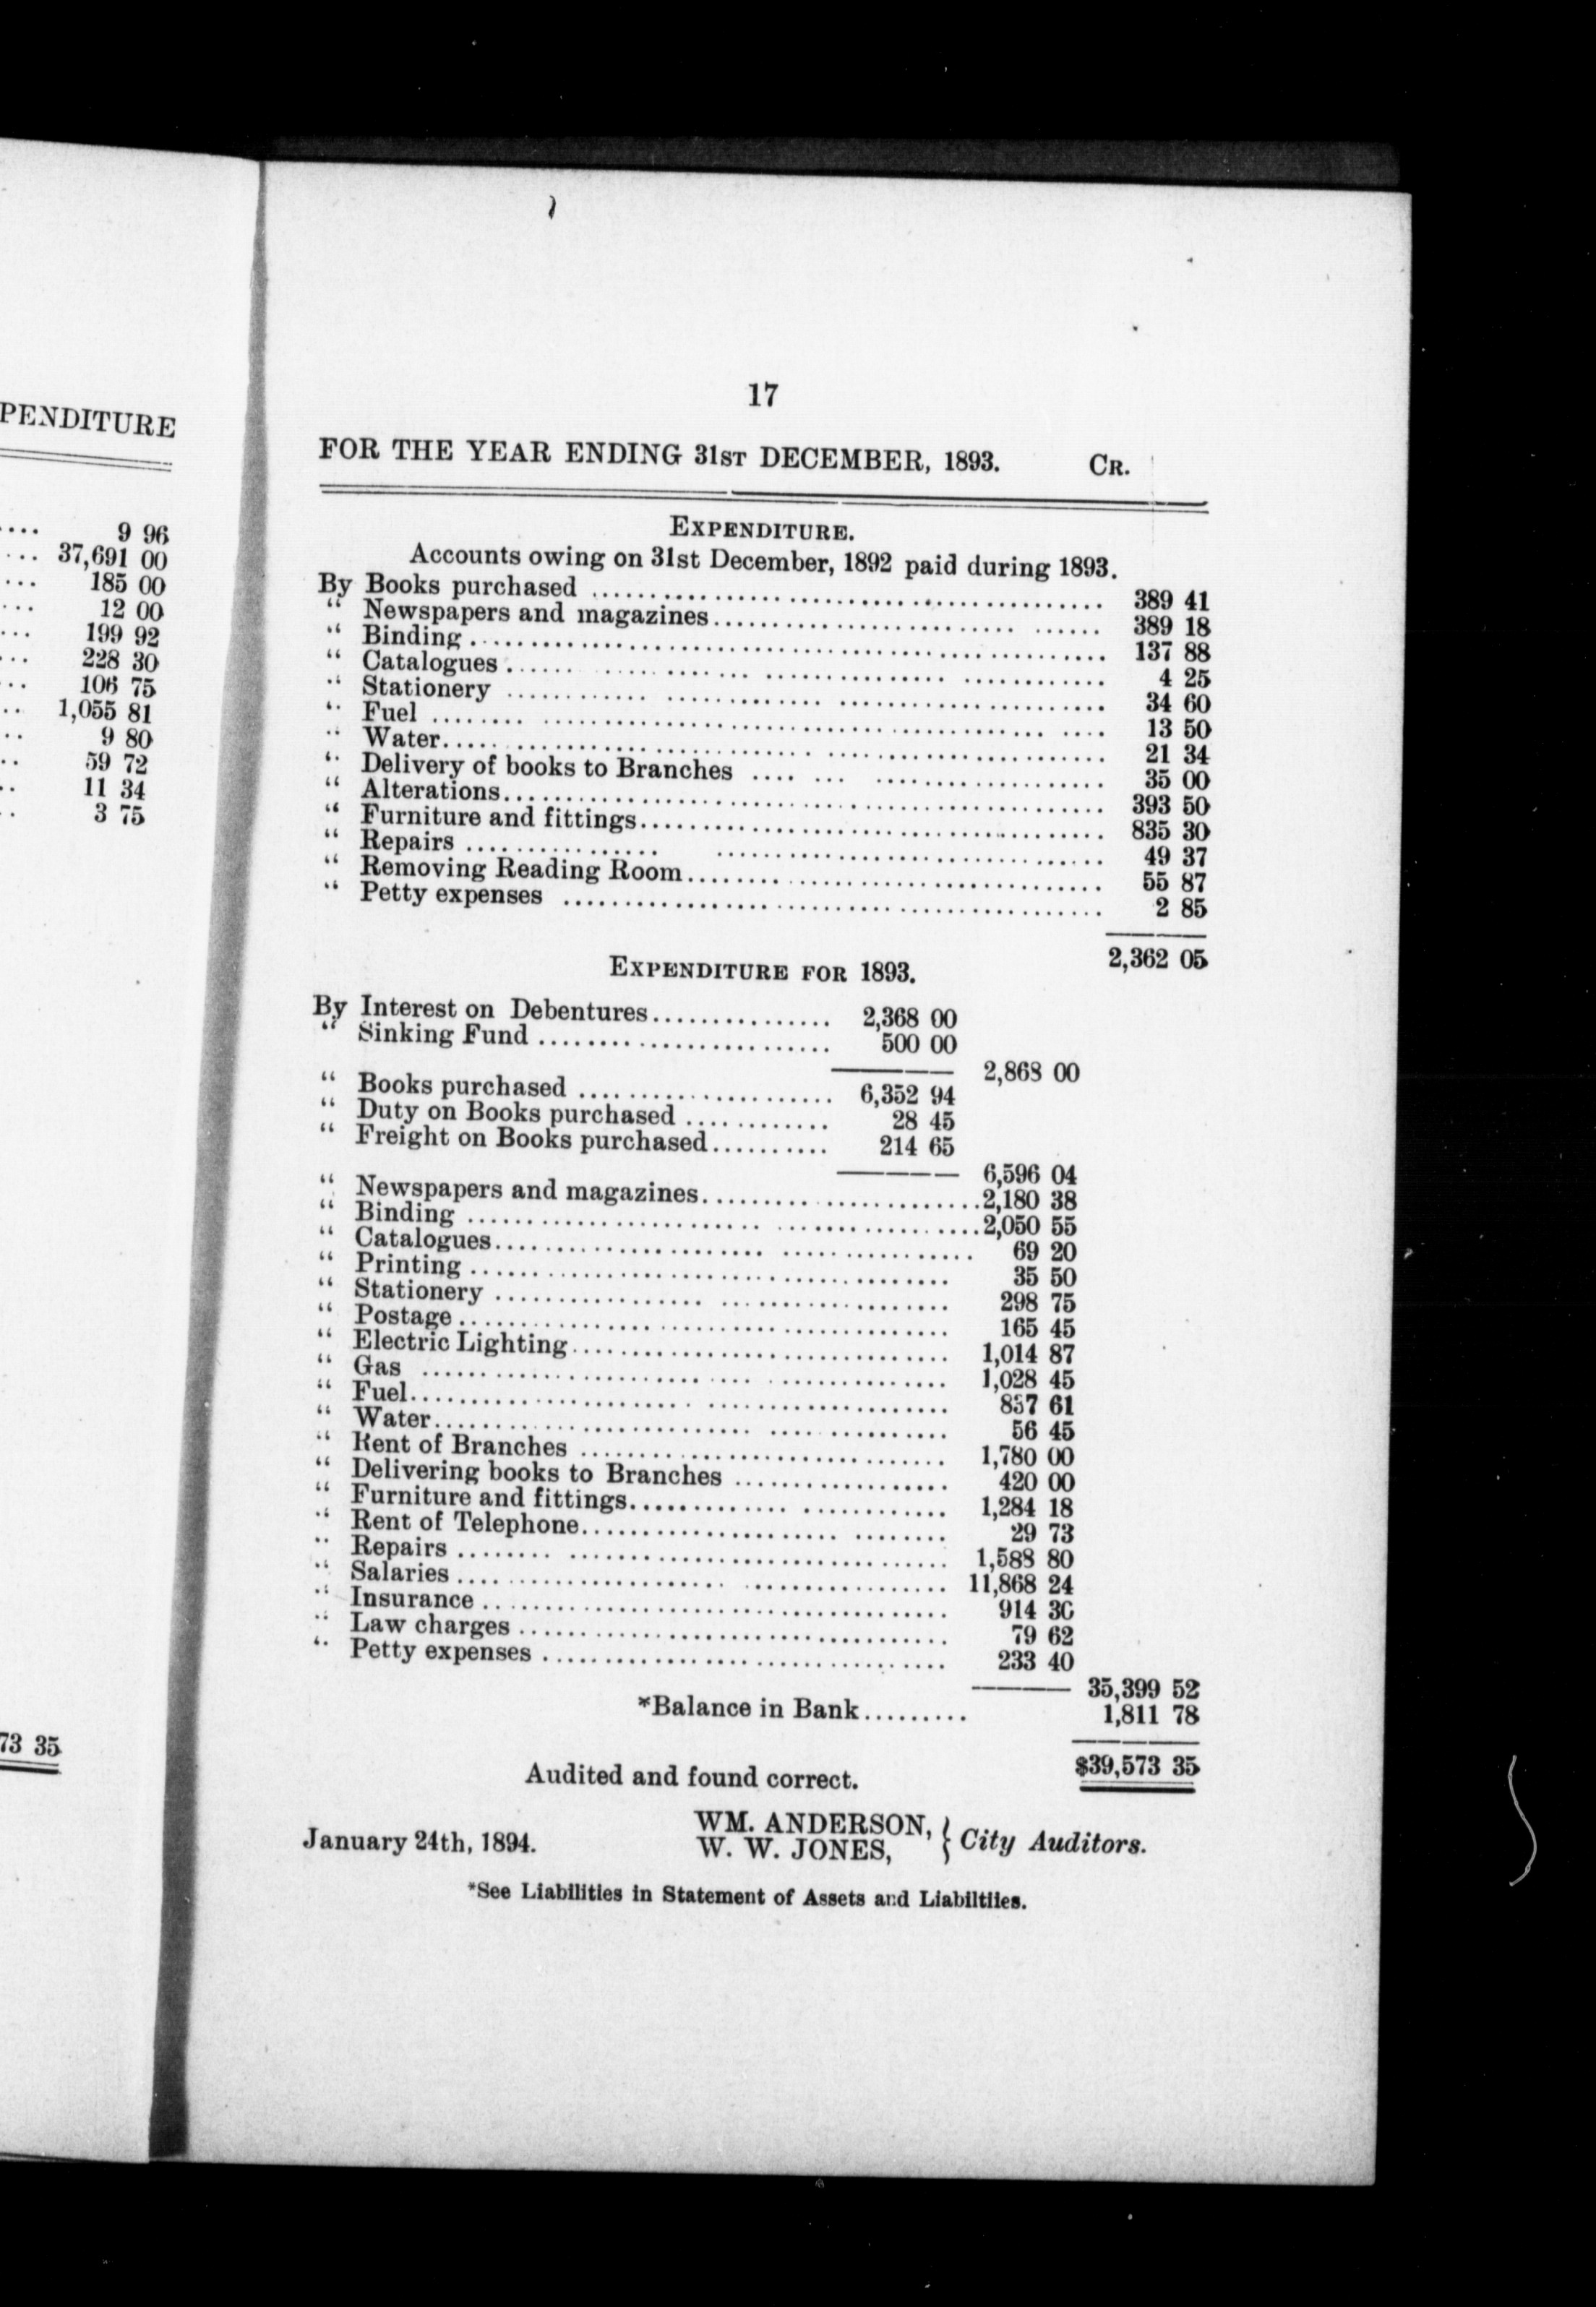 PENDITURE
.... 9 96
... 37,691 00
... 185 00
... 12 00
... 199 92
... 228 30
.. 106 75
.. 1,055 81
.. 9 80
.. 59 72
.. 11 34
.. 3 75
73 35
17
FOR THE YEAR ENDING 31ST DECEMBER, 1893. CR.
EXPENDITURE.
Accounts owing on 31st December, 1892 paid during 1893.
By Books purchased ........ 389 41
“ Newspapers and magazines........ 389 18
“ Binding........ 137 88
“ Catalogues........ 4 25
“ Stationery ........ 34 60
“ Fuel ........ 13 50
“ Water........ 21 34
“ Delivery of books to Branches ........ 35 00
“ Alterations........ 393 50
“ Furniture and fittings........ 835 30
“ Repairs ........ 49 37
“ Removing Reading Room........ 55 87
“ Petty expenses ........ 2 85
2,362 05
EXPENDITURE FOR 1893.
By Interest on Debentures........ 2,368 00
“ Sinking Fund ........ 500 00
2,868 00
“ Books purchased ........ 6,352 94
“ Duty on Books purchased ........ 28 45
“ Freight on Books purchased........ 214 65
6,596 04
“ Newspapers and magazines........ 2,180 38
“ Binding ........ 2,050 55
“ Catalogues........ 69 20
“ Printing ........ 35 50
“ Stationery ........ 298 75
“ Postage ........ 165 45
“ Electric Lighting........ 1,014 87
“ Gas ........ 1,028 45
“ Fuel........ 837 61
“ Water........ 56 45
“ Rent of Branches ........ 1,780 00
“ Delivering books to Branches ........ 420 00
“ Furniture and fittings........ 1,284 18
“ Rent of Telephone........ 29 73
“ Repairs ........ 1,588 80
“ Salaries ........ 11,868 24
“ Insurance ........ 914 30
“ Law charges ........ 79 62
“ Petty expenses ........ 233 40
35,399 52
*Balance in Bank......... 1,811 78
$39,573 35
Audited and found correct.
WM. ANDERSON,
January 24th, 1894. W. W. JONES, } City Auditors.
*See Liabilities in Statement of Assets and Liabiltiies.